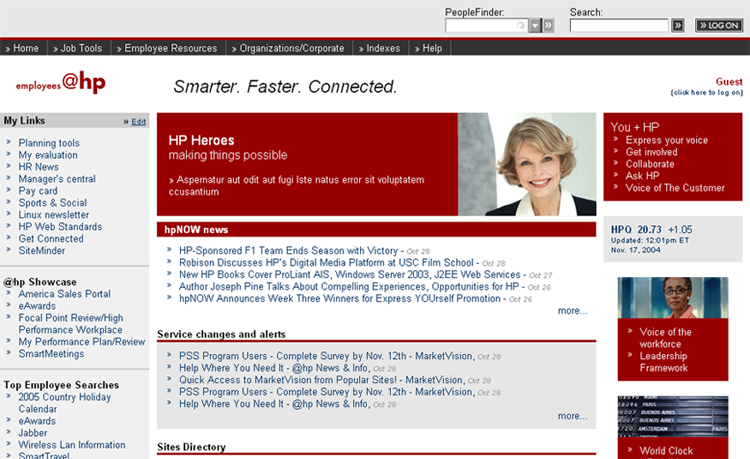 PeopleFinder:
Search:
» LOG ON
» Home
» Job Tools
» Employee Resources
» Organizations/Corporate
» Indexes
» Help
employees @hp
Smarter. Faster. Connected.
Guest
(click here to log on)
My Links
» Edit
» Planning tools
» My evaluation
» HR News
» Manager's central
» Pay card
» Sports & Social
» Linux newsletter
» HP Web Standards
» Get Connected
» SiteMinder
@hp Showcase
» America Sales Portal
» eAwards
» Focal Point Review/High
Performance Workplace
» My Performance Plan/Review
» SmartMeetings
Top Employee Searches
» 2005 Country Holiday
Calendar
» eAwards
» Jabber
» Wireless Lan Information
» SmartTravel
HP Heroes
making things possible
» Aspernatur aut odit aut fugi Iste natus error sit voluptatem
ccusantium
hpNOW news
» HP-Sponsored F1 Team Ends Season with Victory - Oct 28
» Robison Discusses HP's Digital Media Platform at USC Film School - Oct 28
» New HP Books Cover ProLiant AIS, Windows Server 2003, J2EE Web Services - Oct 27
» Author Joseph Pine Talks About Compelling Experiences, Opportunities for HP - Oct 26
» hpNOW Announces Week Three Winners for Express YOUrself Promotion - Oct 26
more...
Service changes and alerts
» PSS Program Users - Complete Survey by Nov. 12th - MarketVision, Oct 28
» Help Where You Need It - @hp News & Info, Oct 28
» Quick Access to MarketVision from Popular Sites! - MarketVision, Oct 28
» PSS Program Users - Complete Survey by Nov. 12th - MarketVision, Oct 28
» Help Where You Need It - @hp News & Info, Oct 28
more...
Sites Directory
You + HP
» Express your voice
» Get involved
» Collaborate
» Ask HP
» Voice of The Customer
HPQ 20.73 +1.05
Updated: 12:01pm ET
Nov. 17, 2004
» Voice of the
workforce
» Leadership
Framework
BUENOS AIRES
AMSTERDAM
PARIS
» World Clock